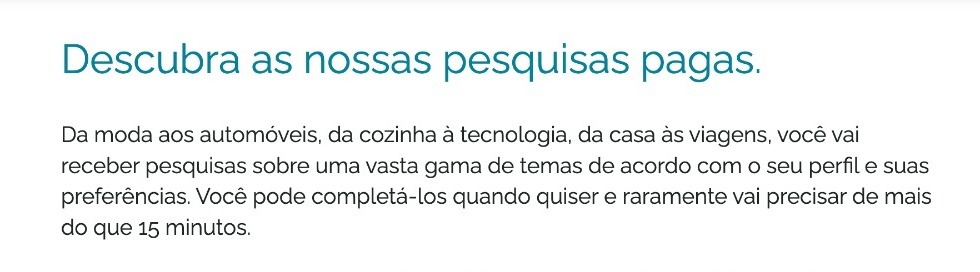 Descubra as nossas pesquisas pagas.
Da moda aos automóveis, da cozinha à tecnologia, da casa às viagens, você vai
receber pesquisas sobre uma vasta gama de temas de acordo com o seu perfil e suas
preferências. Você pode completá-los quando quiser e raramente vai precisar de mais
do que 15 minutos.